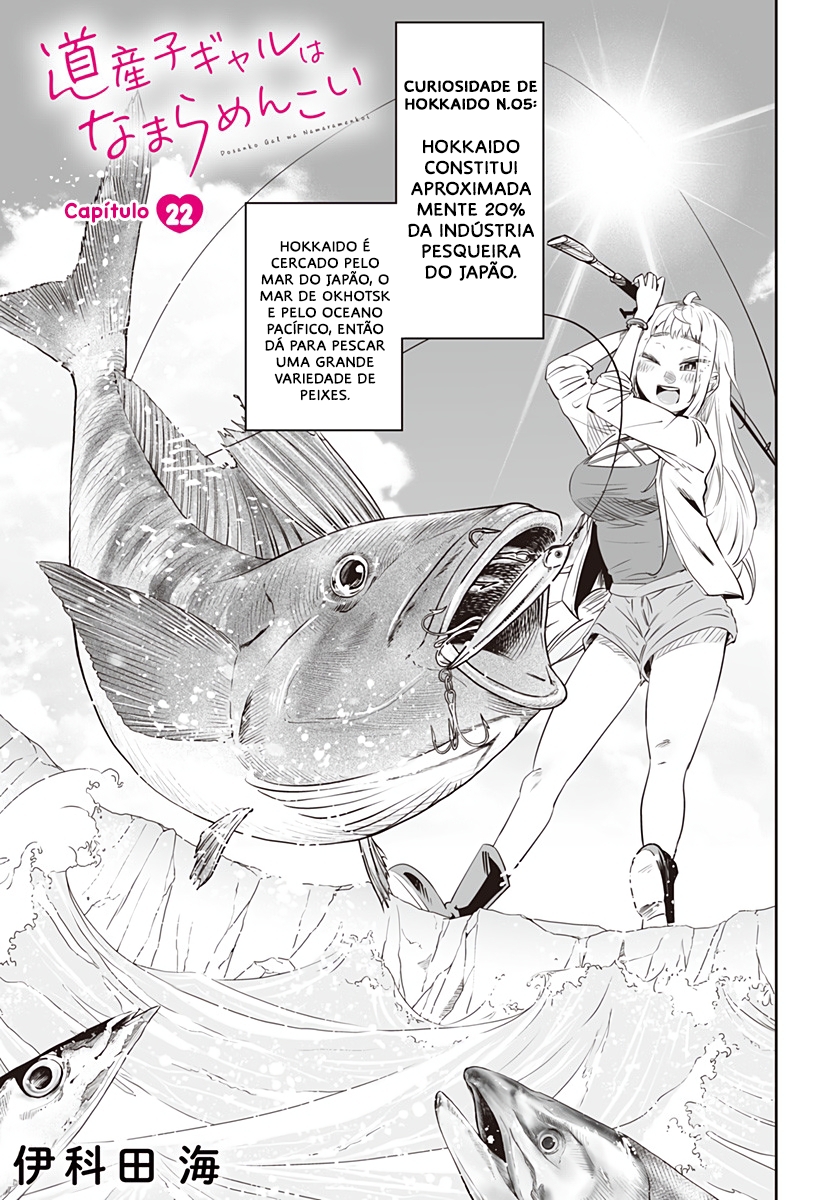 道産子ギャルは
なまらめんこい
Dosanko Gal wa Namaramenkoi
Capítulo 22
CURIOSIDADE DE
HOKKAIDO N.05:
HOKKAIDO
CONSTITUI
APROXIMADA
MENTE 20%
DA INDÚSTRIA
PESQUEIRA
DO JAPÃO.
HOKKAIDO É
CERCADO PELO
MAR DO JAPÃO, O
MAR DE OKHOTSK
E PELO OCEANO
PACÍFICO, ENTÃO
DÁ PARA PESCAR
UMA GRANDE
VARIEDADE DE
PEIXES.
伊科田 海